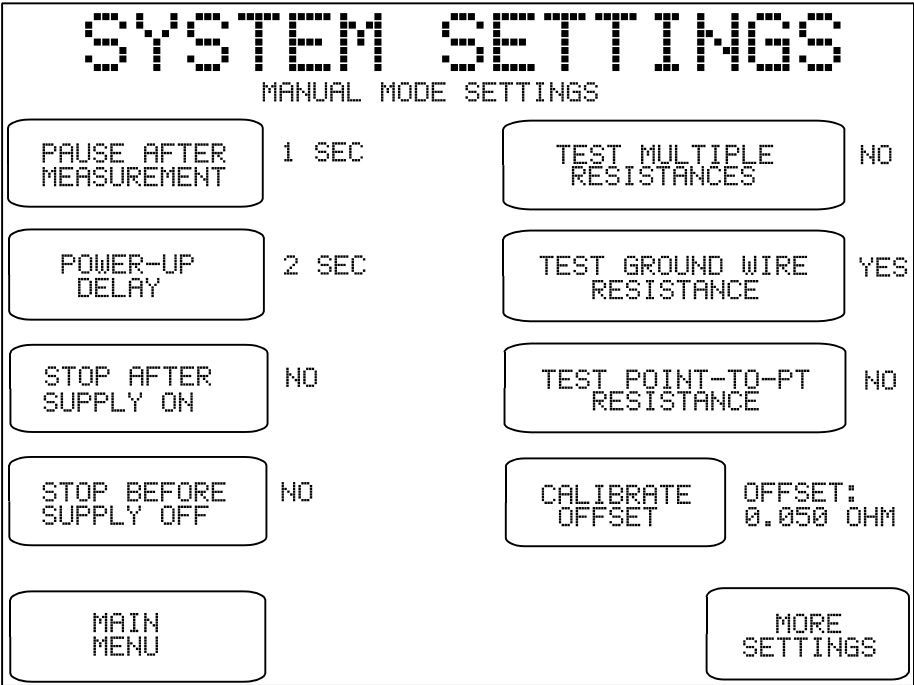 SYSTEM SETTINGS
MANUAL MODE SETTINGS
PAUSE AFTER
MEASUREMENT
1 SEC
TEST MULTIPLE
RESISTANCES
NO
POWER-UP
DELAY
2 SEC
TEST GROUND WIRE
RESISTANCE
YES
STOP AFTER
SUPPLY ON
NO
TEST POINT-TO-PT
RESISTANCE
NO
STOP BEFORE
SUPPLY OFF
NO
CALIBRATE
OFFSET
OFFSET:
0.050 OHM
MAIN
MENU
MORE
SETTINGS